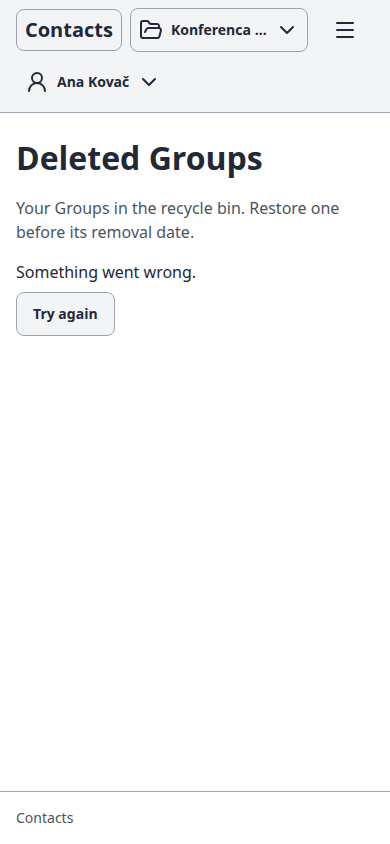 Contacts
Konferenca ...
Ana Kovač
Deleted Groups
Your Groups in the recycle bin. Restore one
before its removal date.
Something went wrong.
Try again
Contacts